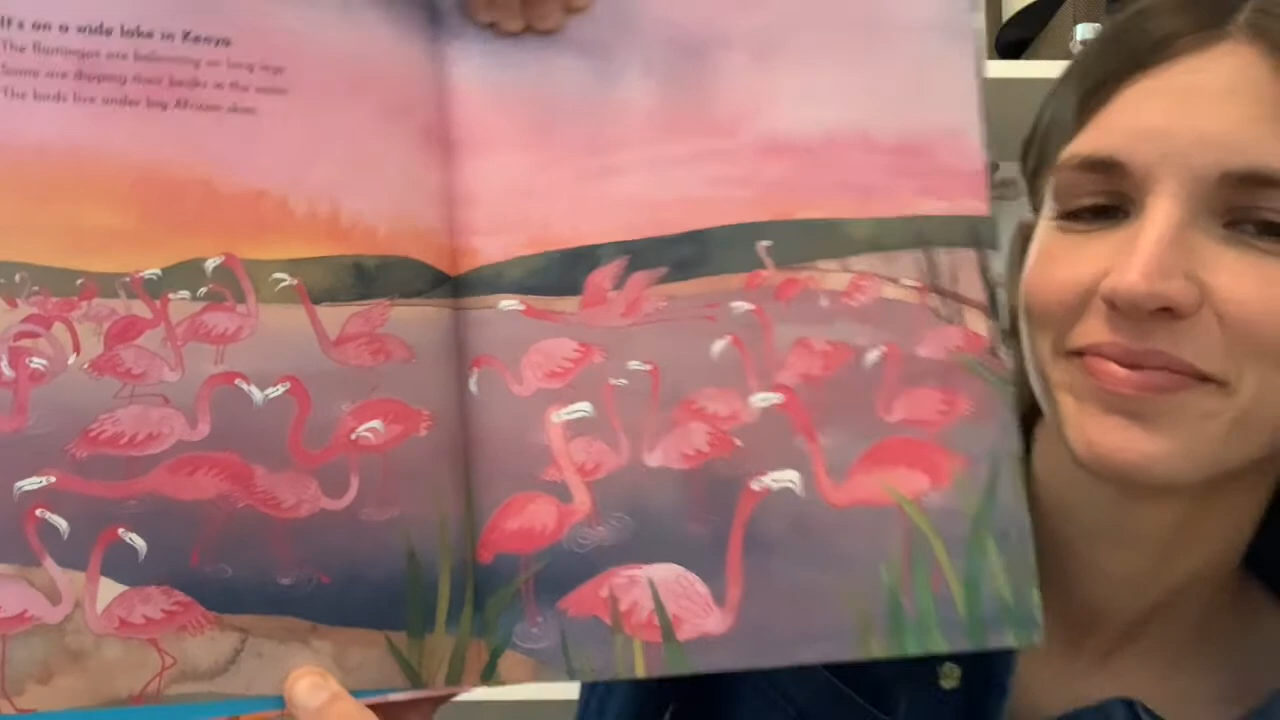 It's on a wide lake in Kenya.
The flamingos are balancing on long legs.
Some are dipping their beaks in the water.
The birds live under big African skies.